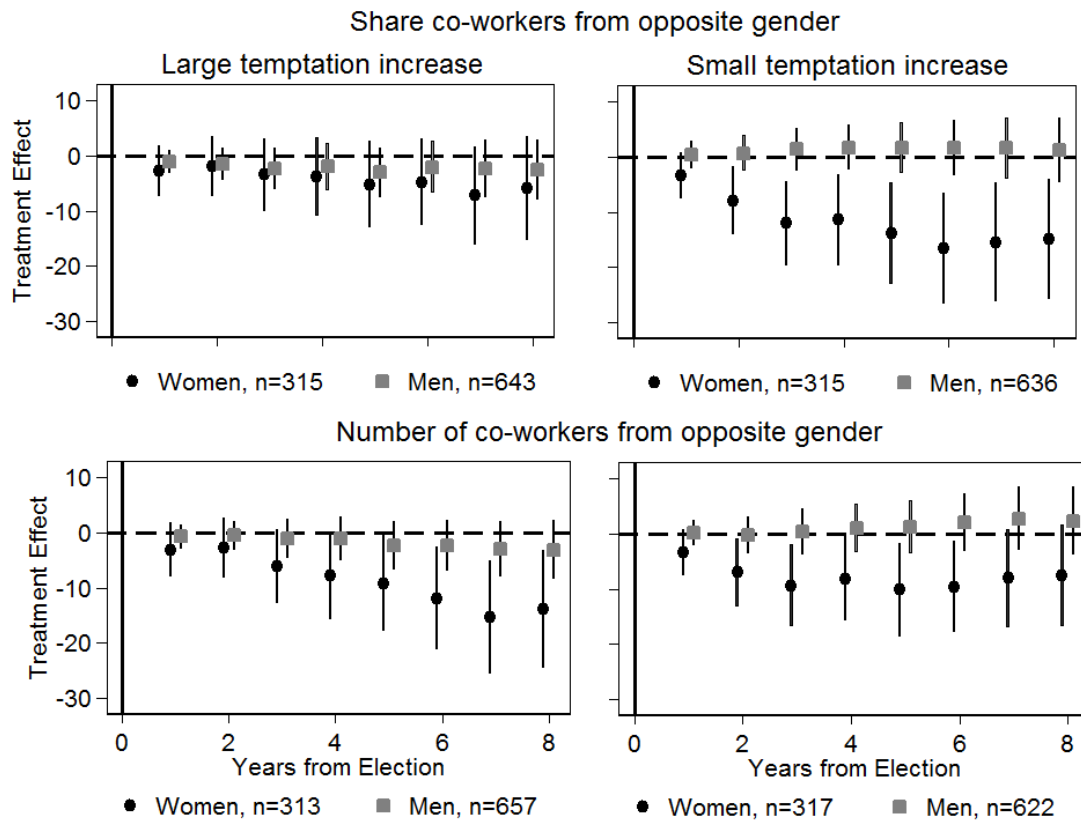 Share co-workers from opposite gender
Large temptation increase
Small temptation increase
Treatment Effect
10
0
-10
-20
-30
Women, n=315 Men, n=643
Women, n=315 Men, n=636
Number of co-workers from opposite gender
Treatment Effect
10
0
-10
-20
-30
0 2 4 6 8
0 2 4 6 8
Years from Election
Years from Election
Women, n=313 Men, n=657
Women, n=317 Men, n=622